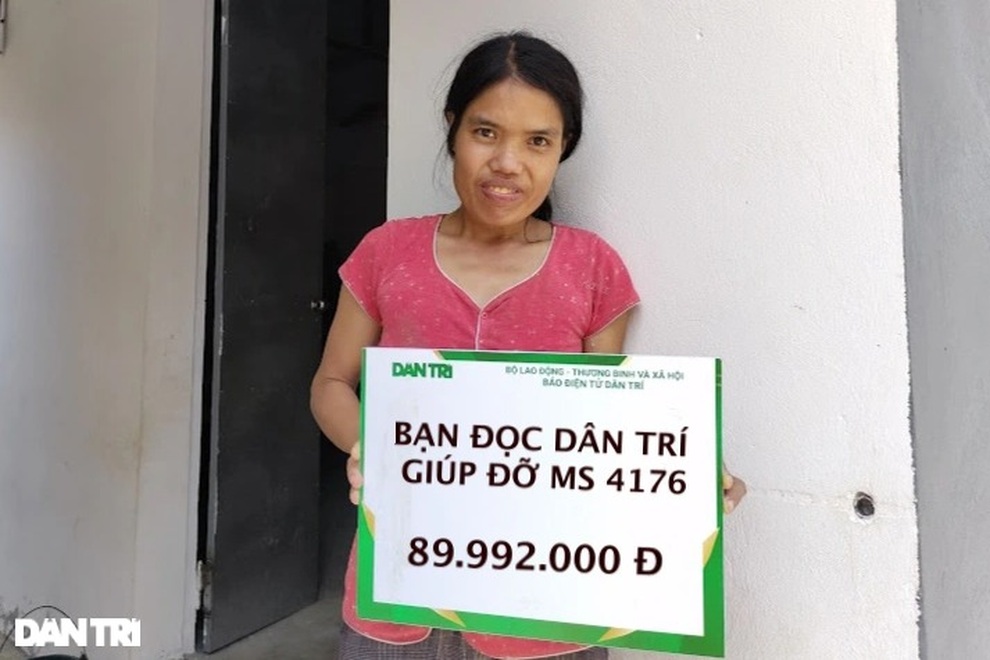 DÂN TRÍ
BỘ LAO ĐỘNG - THƯƠNG BINH VÀ XÃ HỘI
BÁO ĐIỆN TỬ DÂN TRÍ
BẠN ĐỌC DÂN TRÍ
GIÚP ĐỠ MS 4176
89.992.000 Đ
DÂN TRÍ